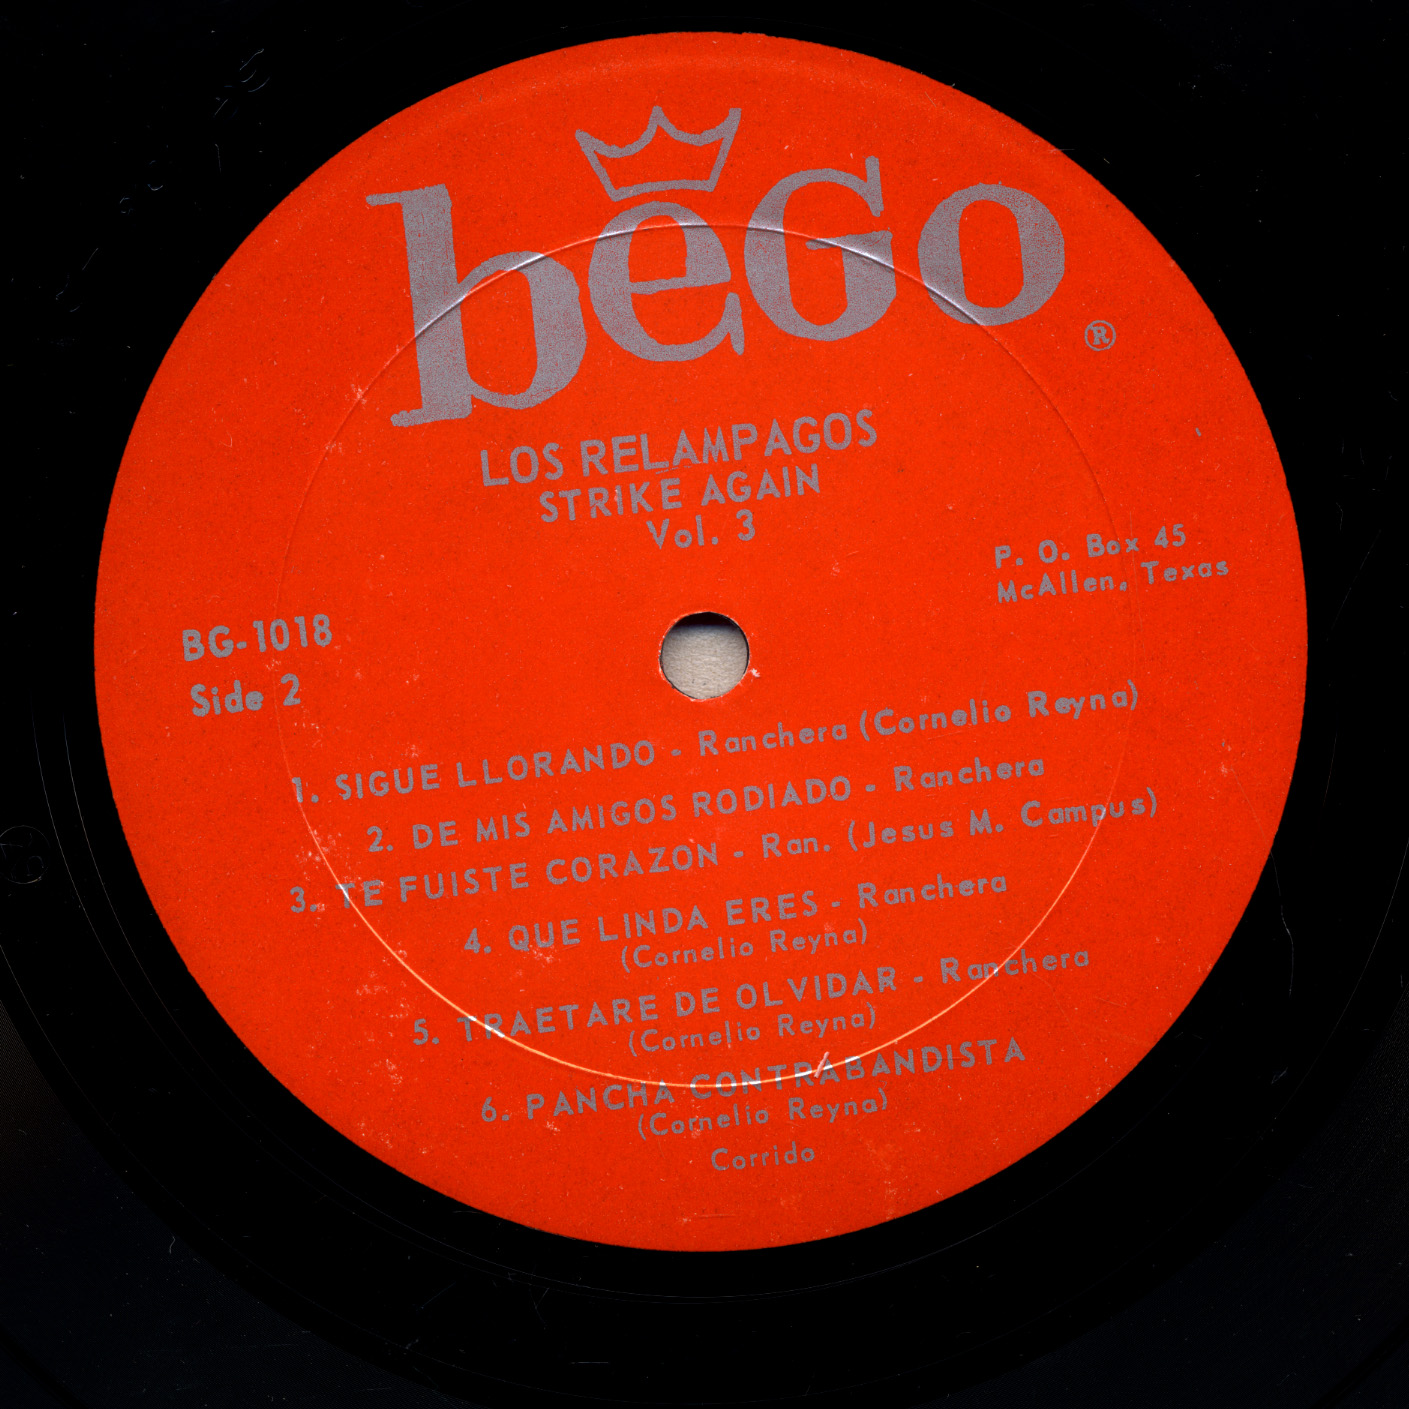 bego
®
LOS RELAMPAGOS
STRIKE AGAIN
Vol. 3
P. O. Box 45
McAllen, Texas
BG-1018
Side 2
1. SIGUE LLORANDO - Ranchera (Cornelio Reyna)
2. DE MIS AMIGOS RODIADO - Ranchera
3. TE FUISTE CORAZON - Ran. (Jesus M. Campus)
4. QUE LINDA ERES - Ranchera
(Cornelio Reyna)
5. TRAETARE DE OLVIDAR - Ranchera
(Cornelio Reyna)
6. PANCHA CONTRABANDISTA
(Cornelio Reyna)
Corrido